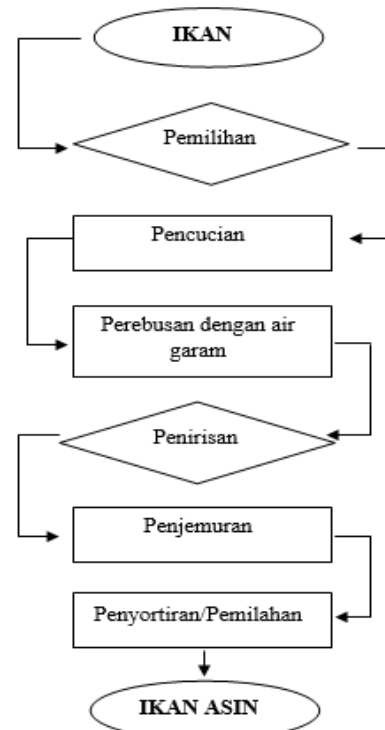 IKAN
Pemilihan
Pencucian
Perebusan dengan air
garam
Penirisan
Penjemuran
Penyortiran/Pemilahan
IKAN ASIN